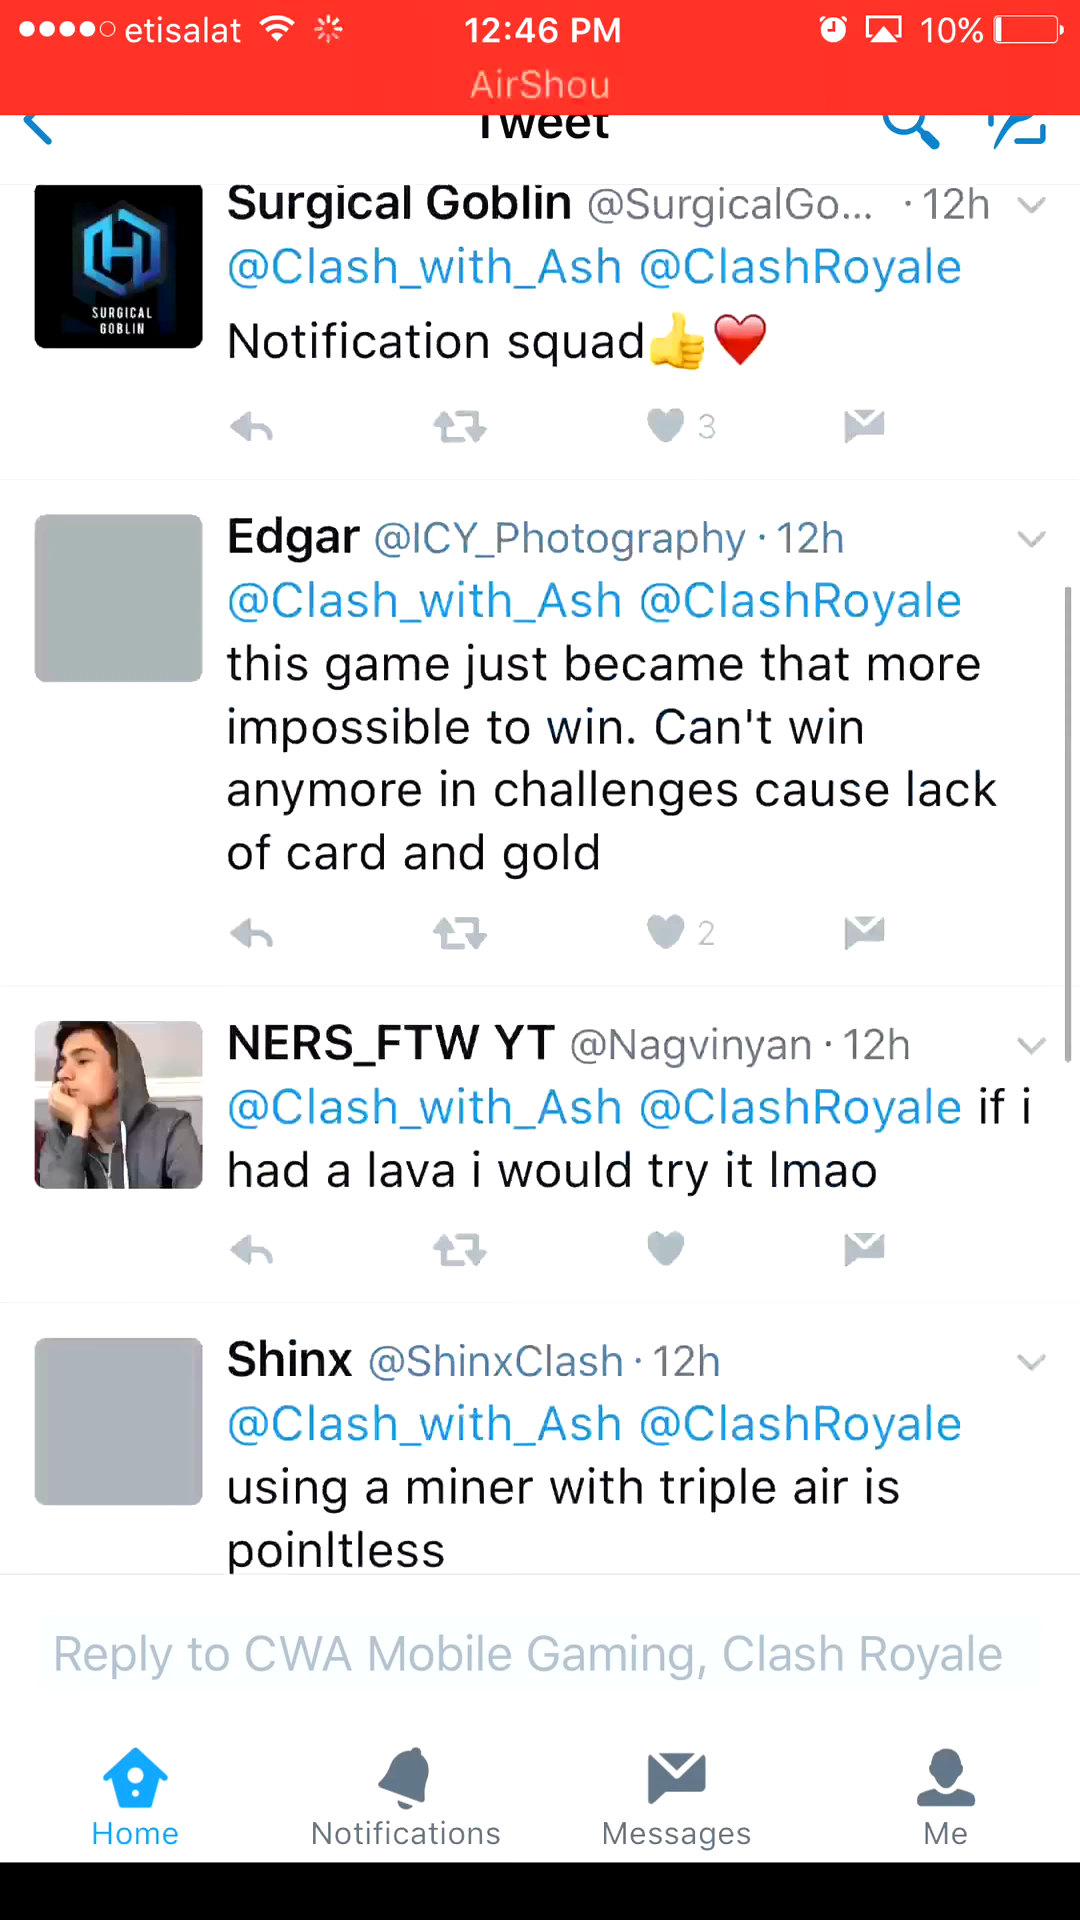 etisalat 12:46 PM 10%
AirShou
Tweet
Surgical Goblin @SurgicalGo... · 12h
SURGICAL
GOBLIN
@Clash_with_Ash @ClashRoyale
Notification squad👍❤️
3
Edgar @ICY_Photography · 12h
@Clash_with_Ash @ClashRoyale
this game just became that more
impossible to win. Can't win
anymore in challenges cause lack
of card and gold
2
NERS_FTW YT @Nagvinyan · 12h
@Clash_with_Ash @ClashRoyale if i
had a lava i would try it lmao
Shinx @ShinxClash · 12h
@Clash_with_Ash @ClashRoyale
using a miner with triple air is
poinltless
Reply to CWA Mobile Gaming, Clash Royale
Home Notifications Messages Me